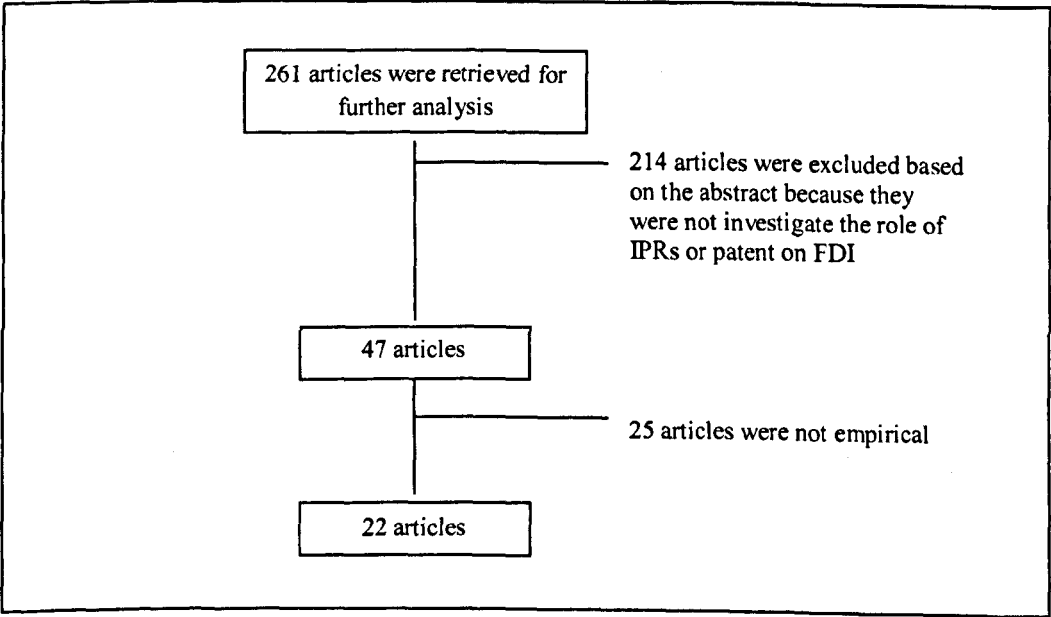 261 articles were retrieved for
further analysis
214 articles were excluded based
on the abstract because they
were not investigate the role of
IPRs or patent on FDI
47 articles
25 articles were not empirical
22 articles